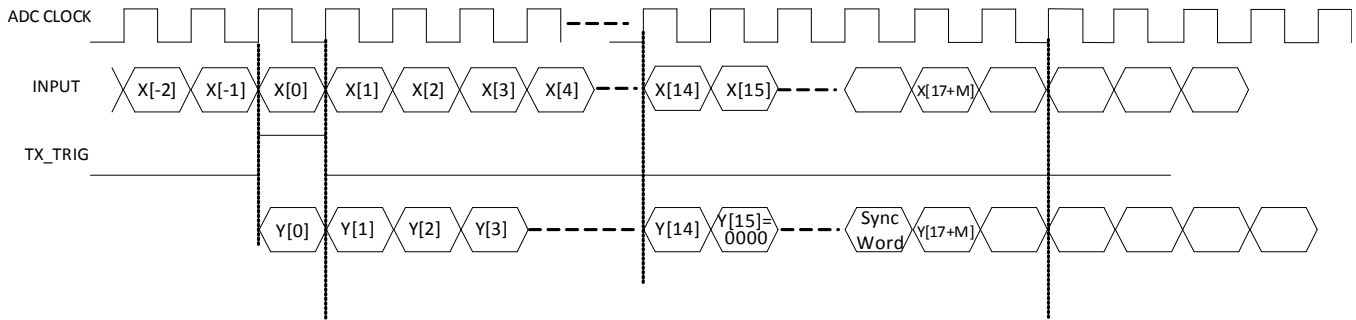 ADC CLOCK
INPUT
X[-2] X[-1] X[0] X[1] X[2] X[3] X[4] X[14] X[15] X[17+M]
TX_TRIG
Y[0] Y[1] Y[2] Y[3] Y[14] Y[15]=
0000 Sync
Word Y[17+M]